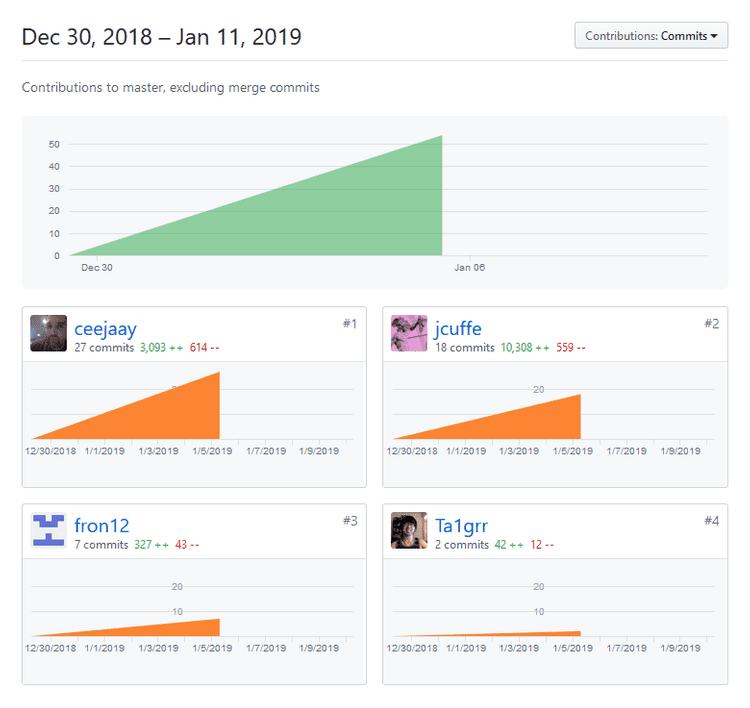 Dec 30, 2018 – Jan 11, 2019
Contributions: Commits
Contributions to master, excluding merge commits
50
40
30
20
10
0
Dec 30
Jan 06
ceejaay
#1
27 commits 3,093 ++ 614 --
12/30/2018 1/1/2019 1/3/2019 1/5/2019 1/7/2019 1/9/2019
jcuffe
#2
18 commits 10,308 ++ 559 --
20
12/30/2018 1/1/2019 1/3/2019 1/5/2019 1/7/2019 1/9/2019
fron12
#3
7 commits 327 ++ 43 --
20
10
12/30/2018 1/1/2019 1/3/2019 1/5/2019 1/7/2019 1/9/2019
Ta1grr
#4
2 commits 42 ++ 12 --
20
10
12/30/2018 1/1/2019 1/3/2019 1/5/2019 1/7/2019 1/9/2019